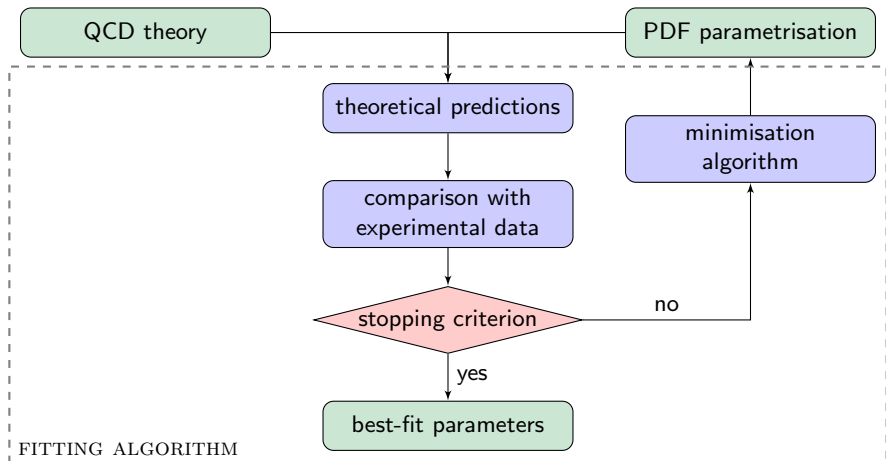 QCD theory
PDF parametrisation
theoretical predictions
minimisation
algorithm
comparison with
experimental data
stopping criterion
no
yes
best-fit parameters
FITTING ALGORITHM